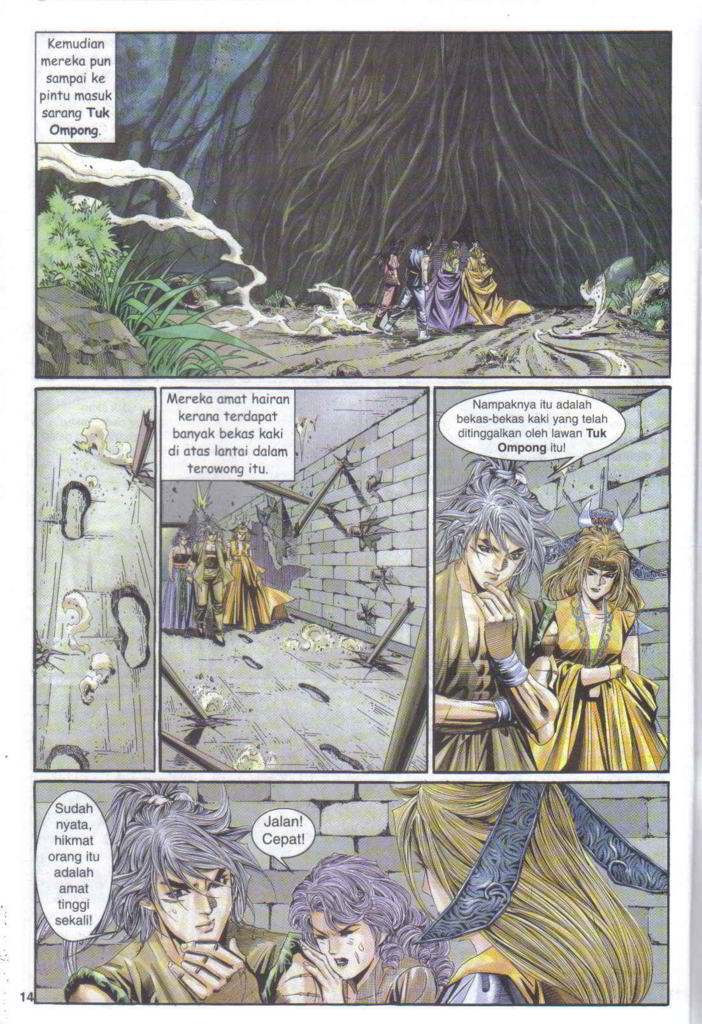 Kemudian
mereka pun
sampai ke
pintu masuk
sarang Tuk
Ompong.
Mereka amat hairan
kerana terdapat
banyak bekas kaki
di atas lantai dalam
terowong itu.
Nampaknya itu adalah
bekas-bekas kaki yang telah
ditinggalkan oleh lawan Tuk
Ompong itu!
Sudah
nyata,
hikmat
orang itu
adalah
amat
tinggi
sekali!
Jalan!
Cepat!
14